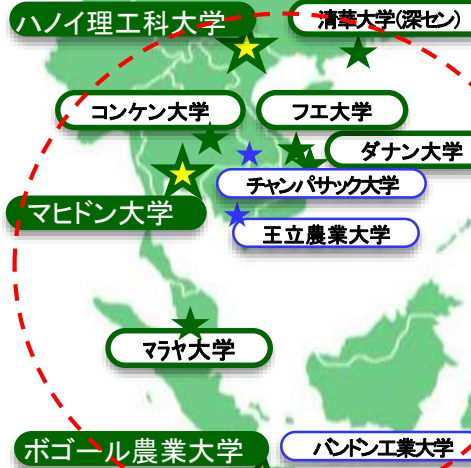 ハノイ理工科大学
清華大学(深セン)
コンケン大学
フエ大学
ダナン大学
チャンパサック大学
マヒドン大学
王立農業大学
マラヤ大学
ボゴール農業大学
バンドン工業大学